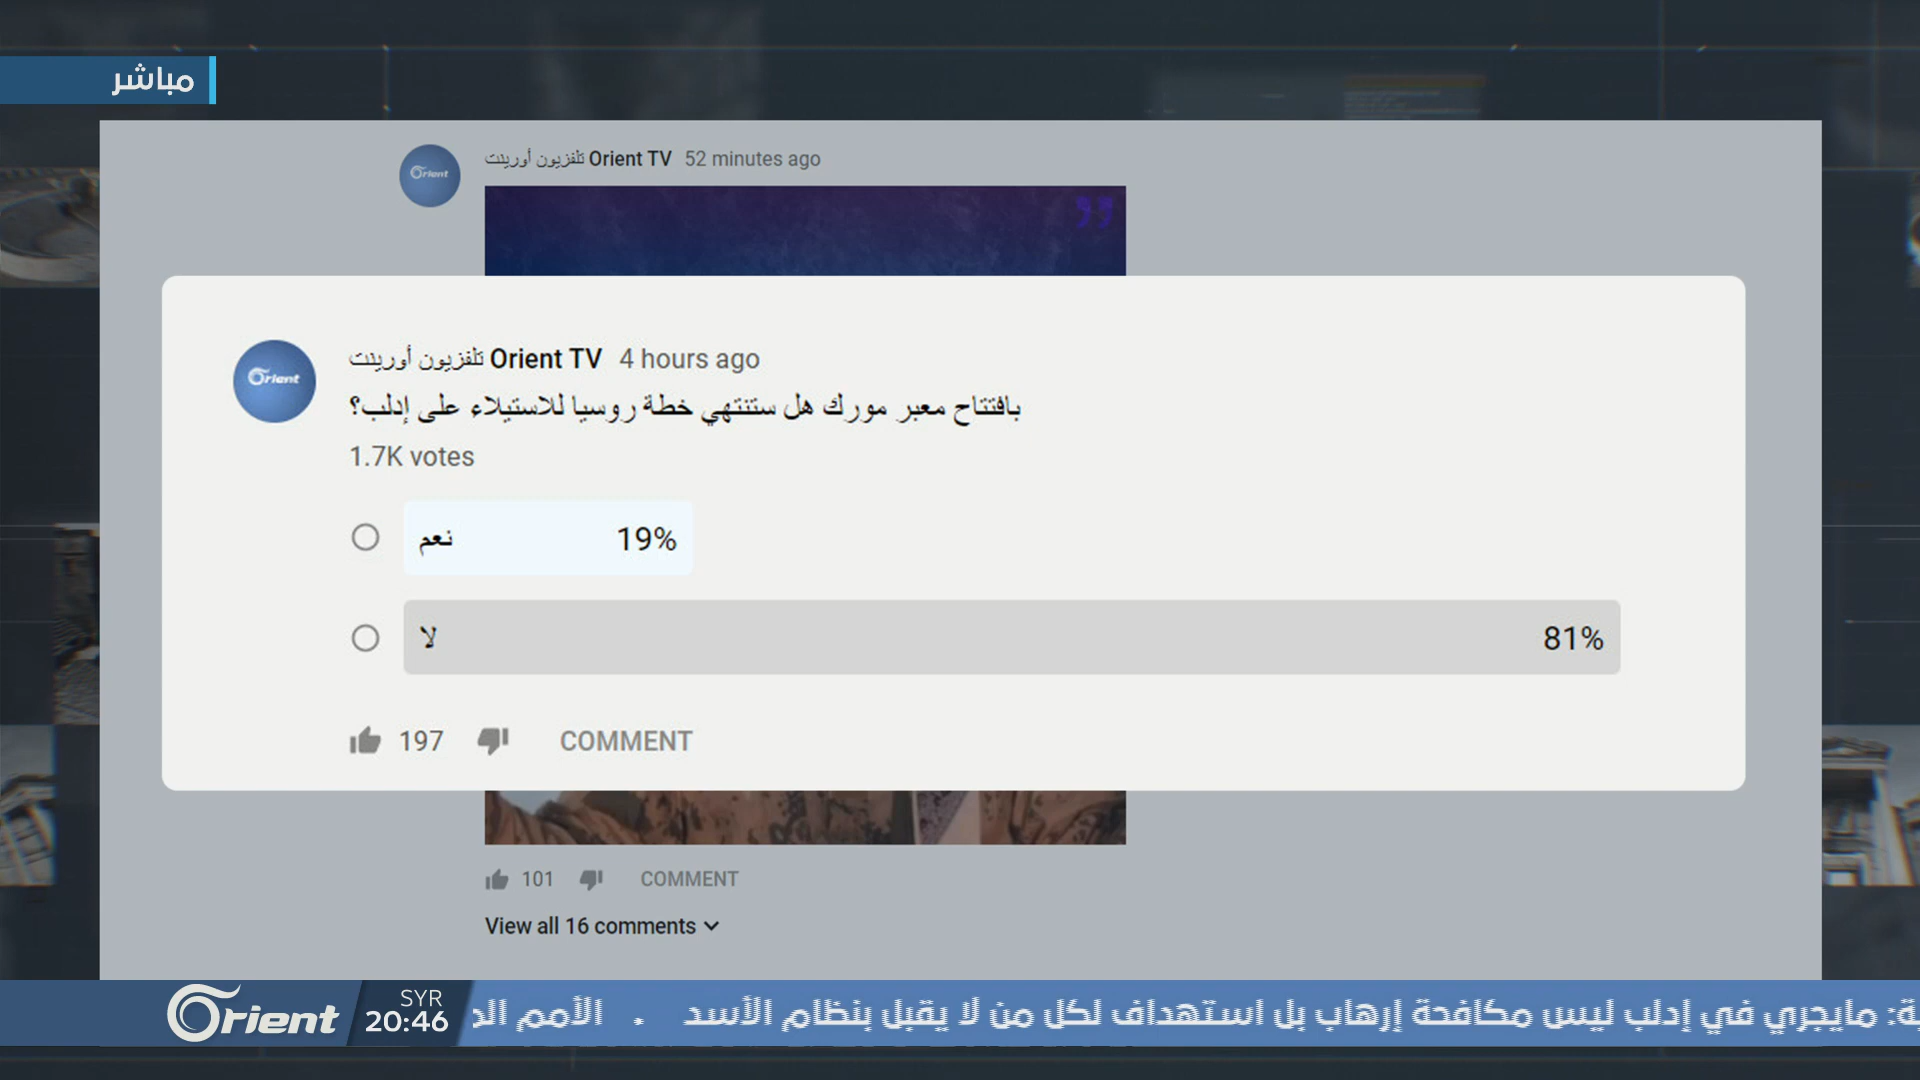 مباشر
Orient
تلفزيون أورينت Orient TV 52 minutes ago
Orient
تلفزيون أورينت Orient TV 4 hours ago
بافتتاح معبر مورك هل ستنتهي خطة روسيا للاستيلاء على إدلب؟
1.7K votes
نعم 19%
لا 81%
197 COMMENT
101 COMMENT
View all 16 comments
Orient
SYR
20:46
مايجري في إدلب ليس مكافحة إرهاب بل استهداف لكل من لا يقبل بنظام الأسد . الأمم